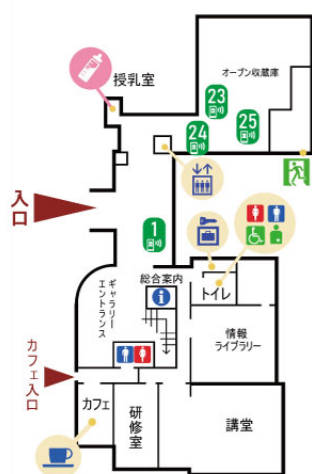 授乳室
オープン収蔵庫
23
24
25
入口
1
総合案内
ギャラリー
エントランス
トイレ
情報
ライブラリー
カフェ入口
カフェ
研修室
講堂